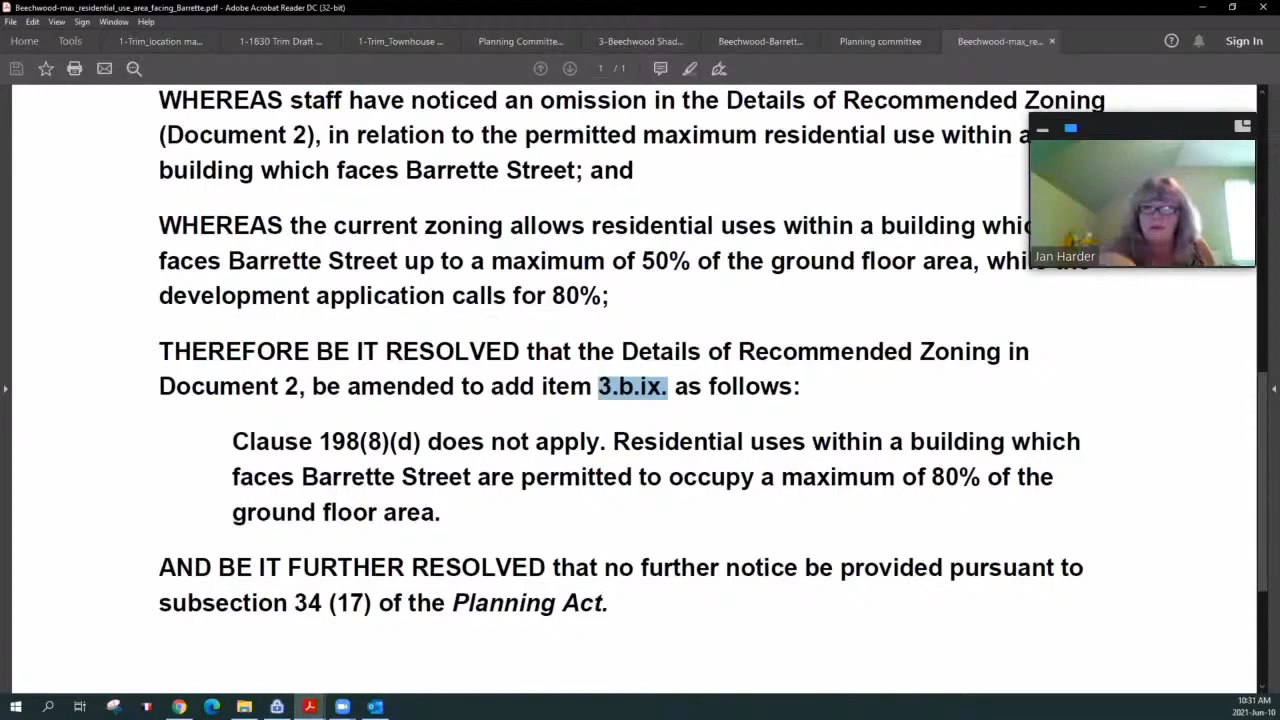 Beechwood-max_residential_use_area_facing_Barrette.pdf - Adobe Acrobat Reader DC (32-bit)
File Edit View Sign Window Help
Home Tools 1-Trim_location ma... 1-1630 Trim Draft ... 1-Trim_Townhouse ... Planning Committe... 3-Beechwood Shad... Beechwood-Barrett... Planning committee Beechwood-max_re... Sign In
1 / 1
WHEREAS staff have noticed an omission in the Details of Recommended Zoning
(Document 2), in relation to the permitted maximum residential use within a
building which faces Barrette Street; and
WHEREAS the current zoning allows residential uses within a building
faces Barrette Street up to a maximum of 50% of the ground floor area, while the
development application calls for 80%;
Jan Harder
THEREFORE BE IT RESOLVED that the Details of Recommended Zoning in
Document 2, be amended to add item 3.b.ix. as follows:
Clause 198(8)(d) does not apply. Residential uses within a building which
faces Barrette Street are permitted to occupy a maximum of 80% of the
ground floor area.
AND BE IT FURTHER RESOLVED that no further notice be provided pursuant to
subsection 34 (17) of the Planning Act.
10:31 AM
2021-Jun-10